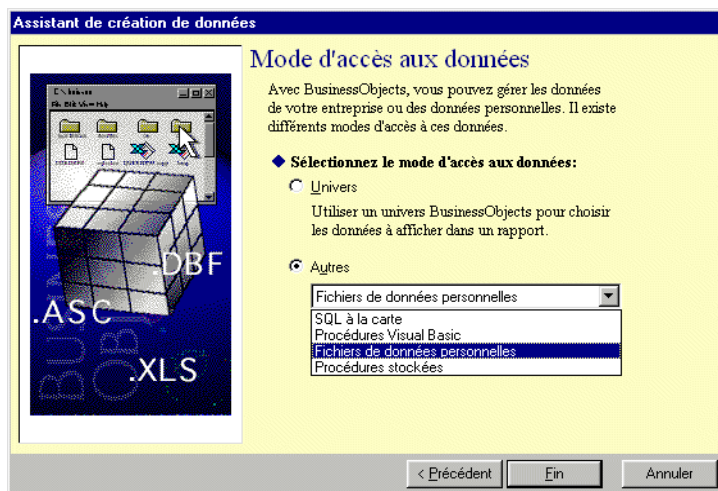 Assistant de création de données
Mode d'accès aux données
Avec BusinessObjects, vous pouvez gérer les données
de votre entreprise ou des données personnelles. Il existe
différents modes d'accès à ces données.
Sélectionnez le mode d'accès aux données:
Univers
Utiliser un univers BusinessObjects pour choisir
les données à afficher dans un rapport.
Autres
Fichiers de données personnelles
SQL à la carte
Procédures Visual Basic
Fichiers de données personnelles
Procédures stockées
.DBF
.ASC
.XLS
BUSINESS
OBJ
< Précédent
Fin
Annuler